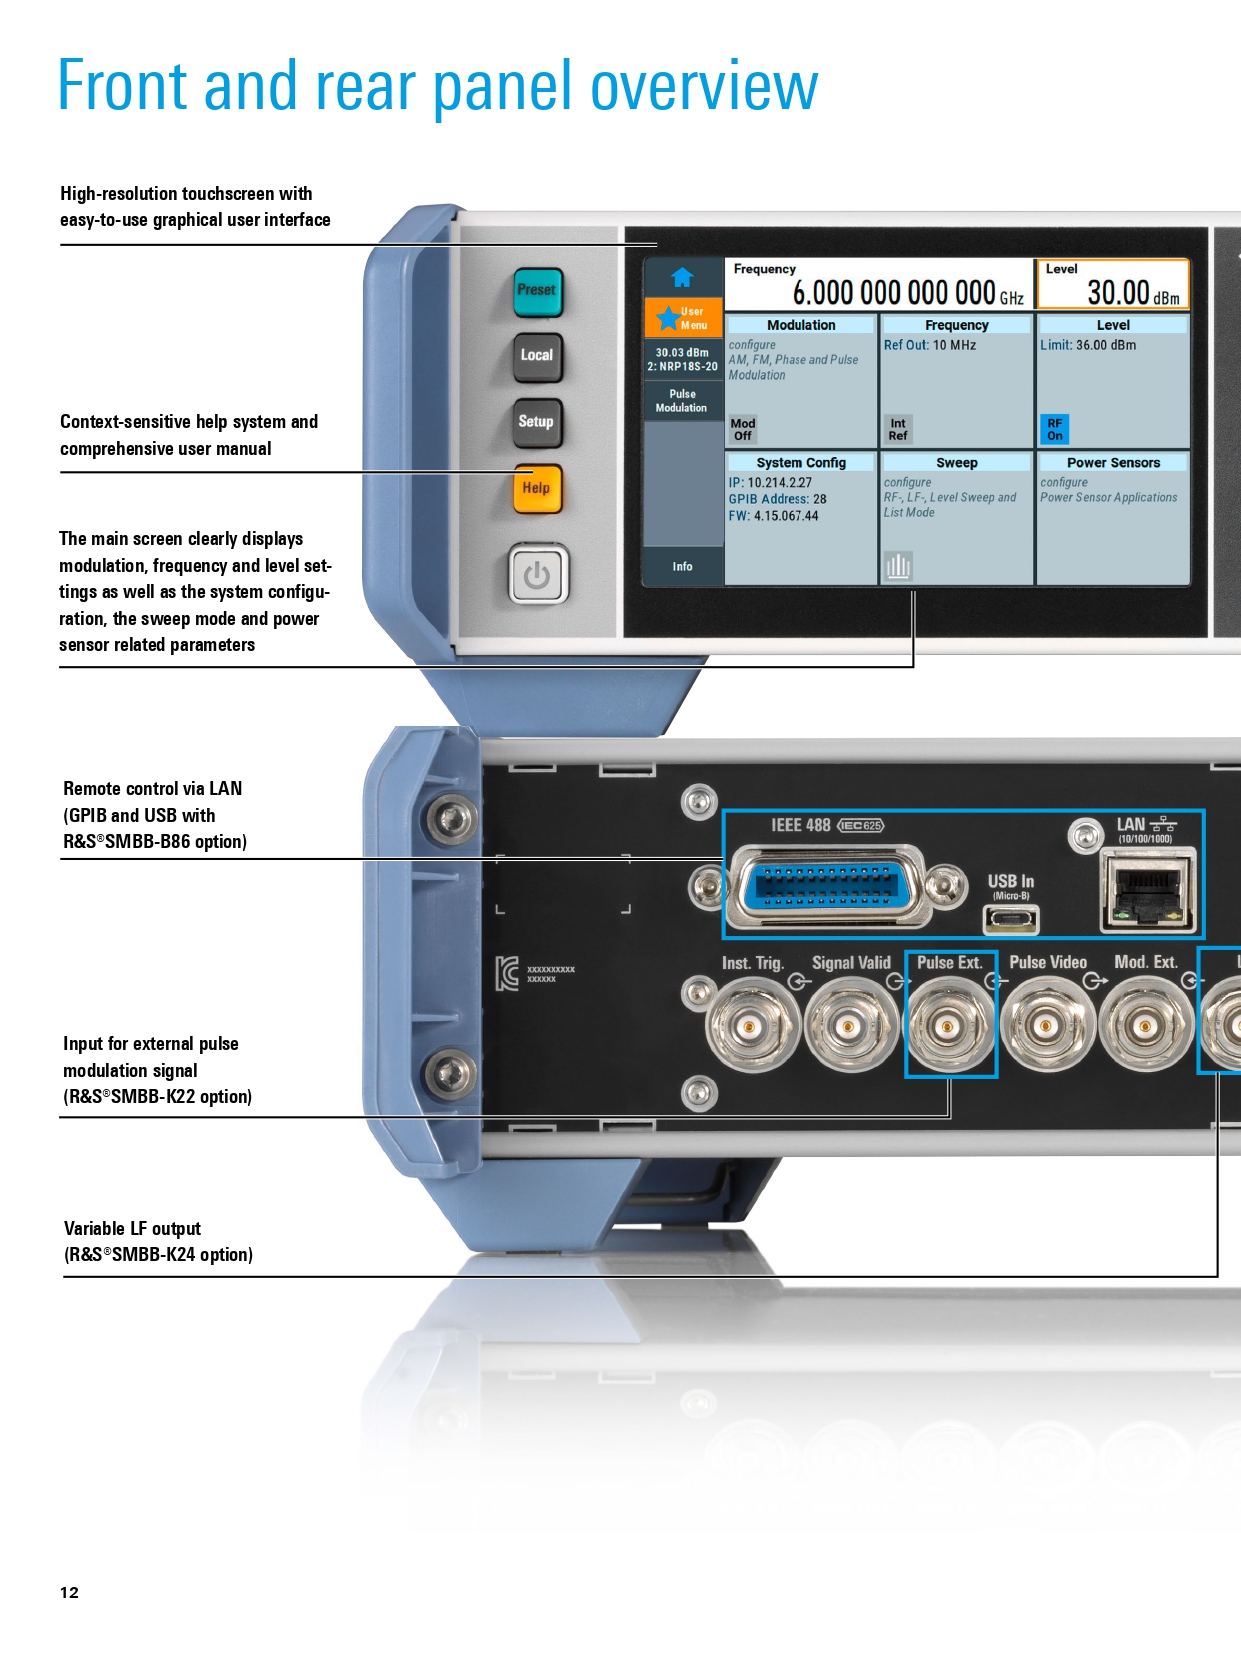 Front and rear panel overview
High-resolution touchscreen with
easy-to-use graphical user interface
Context-sensitive help system and
comprehensive user manual
The main screen clearly displays
modulation, frequency and level set-
tings as well as the system configu-
ration, the sweep mode and power
sensor related parameters
Preset
Local
Setup
Help
User
Menu
30.03 dBm
2: NRP18S-20
Pulse
Modulation
Info
Frequency
6.000 000 000 000 GHz
Level
30.00 dBm
Modulation
configure
AM, FM, Phase and Pulse
Modulation
Mod
Off
Frequency
Ref Out: 10 MHz
Int
Ref
Level
Limit: 36.00 dBm
RF
On
System Config
IP: 10.214.2.27
GPIB Address: 28
FW: 4.15.067.44
Sweep
configure
RF-, LF-, Level Sweep and
List Mode
Power Sensors
configure
Power Sensor Applications
Remote control via LAN
(GPIB and USB with
R&S®SMBB-B86 option)
Input for external pulse
modulation signal
(R&S®SMBB-K22 option)
Variable LF output
(R&S®SMBB-K24 option)
IEEE 488 IEC 625
USB In
(Micro-B)
LAN
(10/100/1000)
xxxxxxxxxx
xxxxxx
Inst. Trig. Signal Valid Pulse Ext. Pulse Video Mod. Ext. L
12